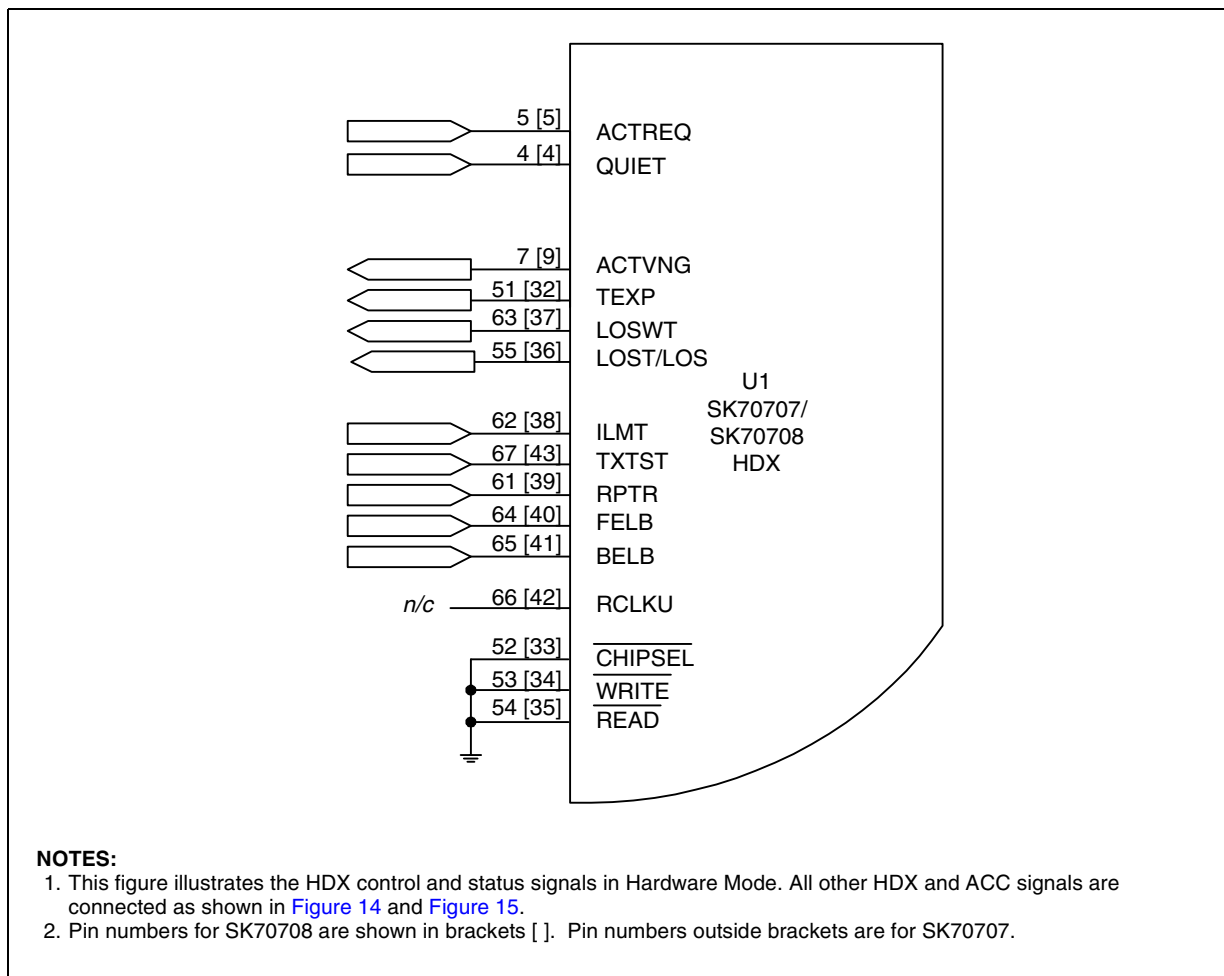 5 [5] ACTREQ
4 [4] QUIET
7 [9] ACTVNG
51 [32] TEXP
63 [37] LOSWT
55 [36] LOST/LOS
U1
SK70707/
SK70708
HDX
62 [38] ILMT
67 [43] TXTST
61 [39] RPTR
64 [40] FELB
65 [41] BELB
n/c 66 [42] RCLKU
52 [33] CHIPSEL
53 [34] WRITE
54 [35] READ
NOTES:
1. This figure illustrates the HDX control and status signals in Hardware Mode. All other HDX and ACC signals are
connected as shown in Figure 14 and Figure 15.
2. Pin numbers for SK70708 are shown in brackets [ ]. Pin numbers outside brackets are for SK70707.